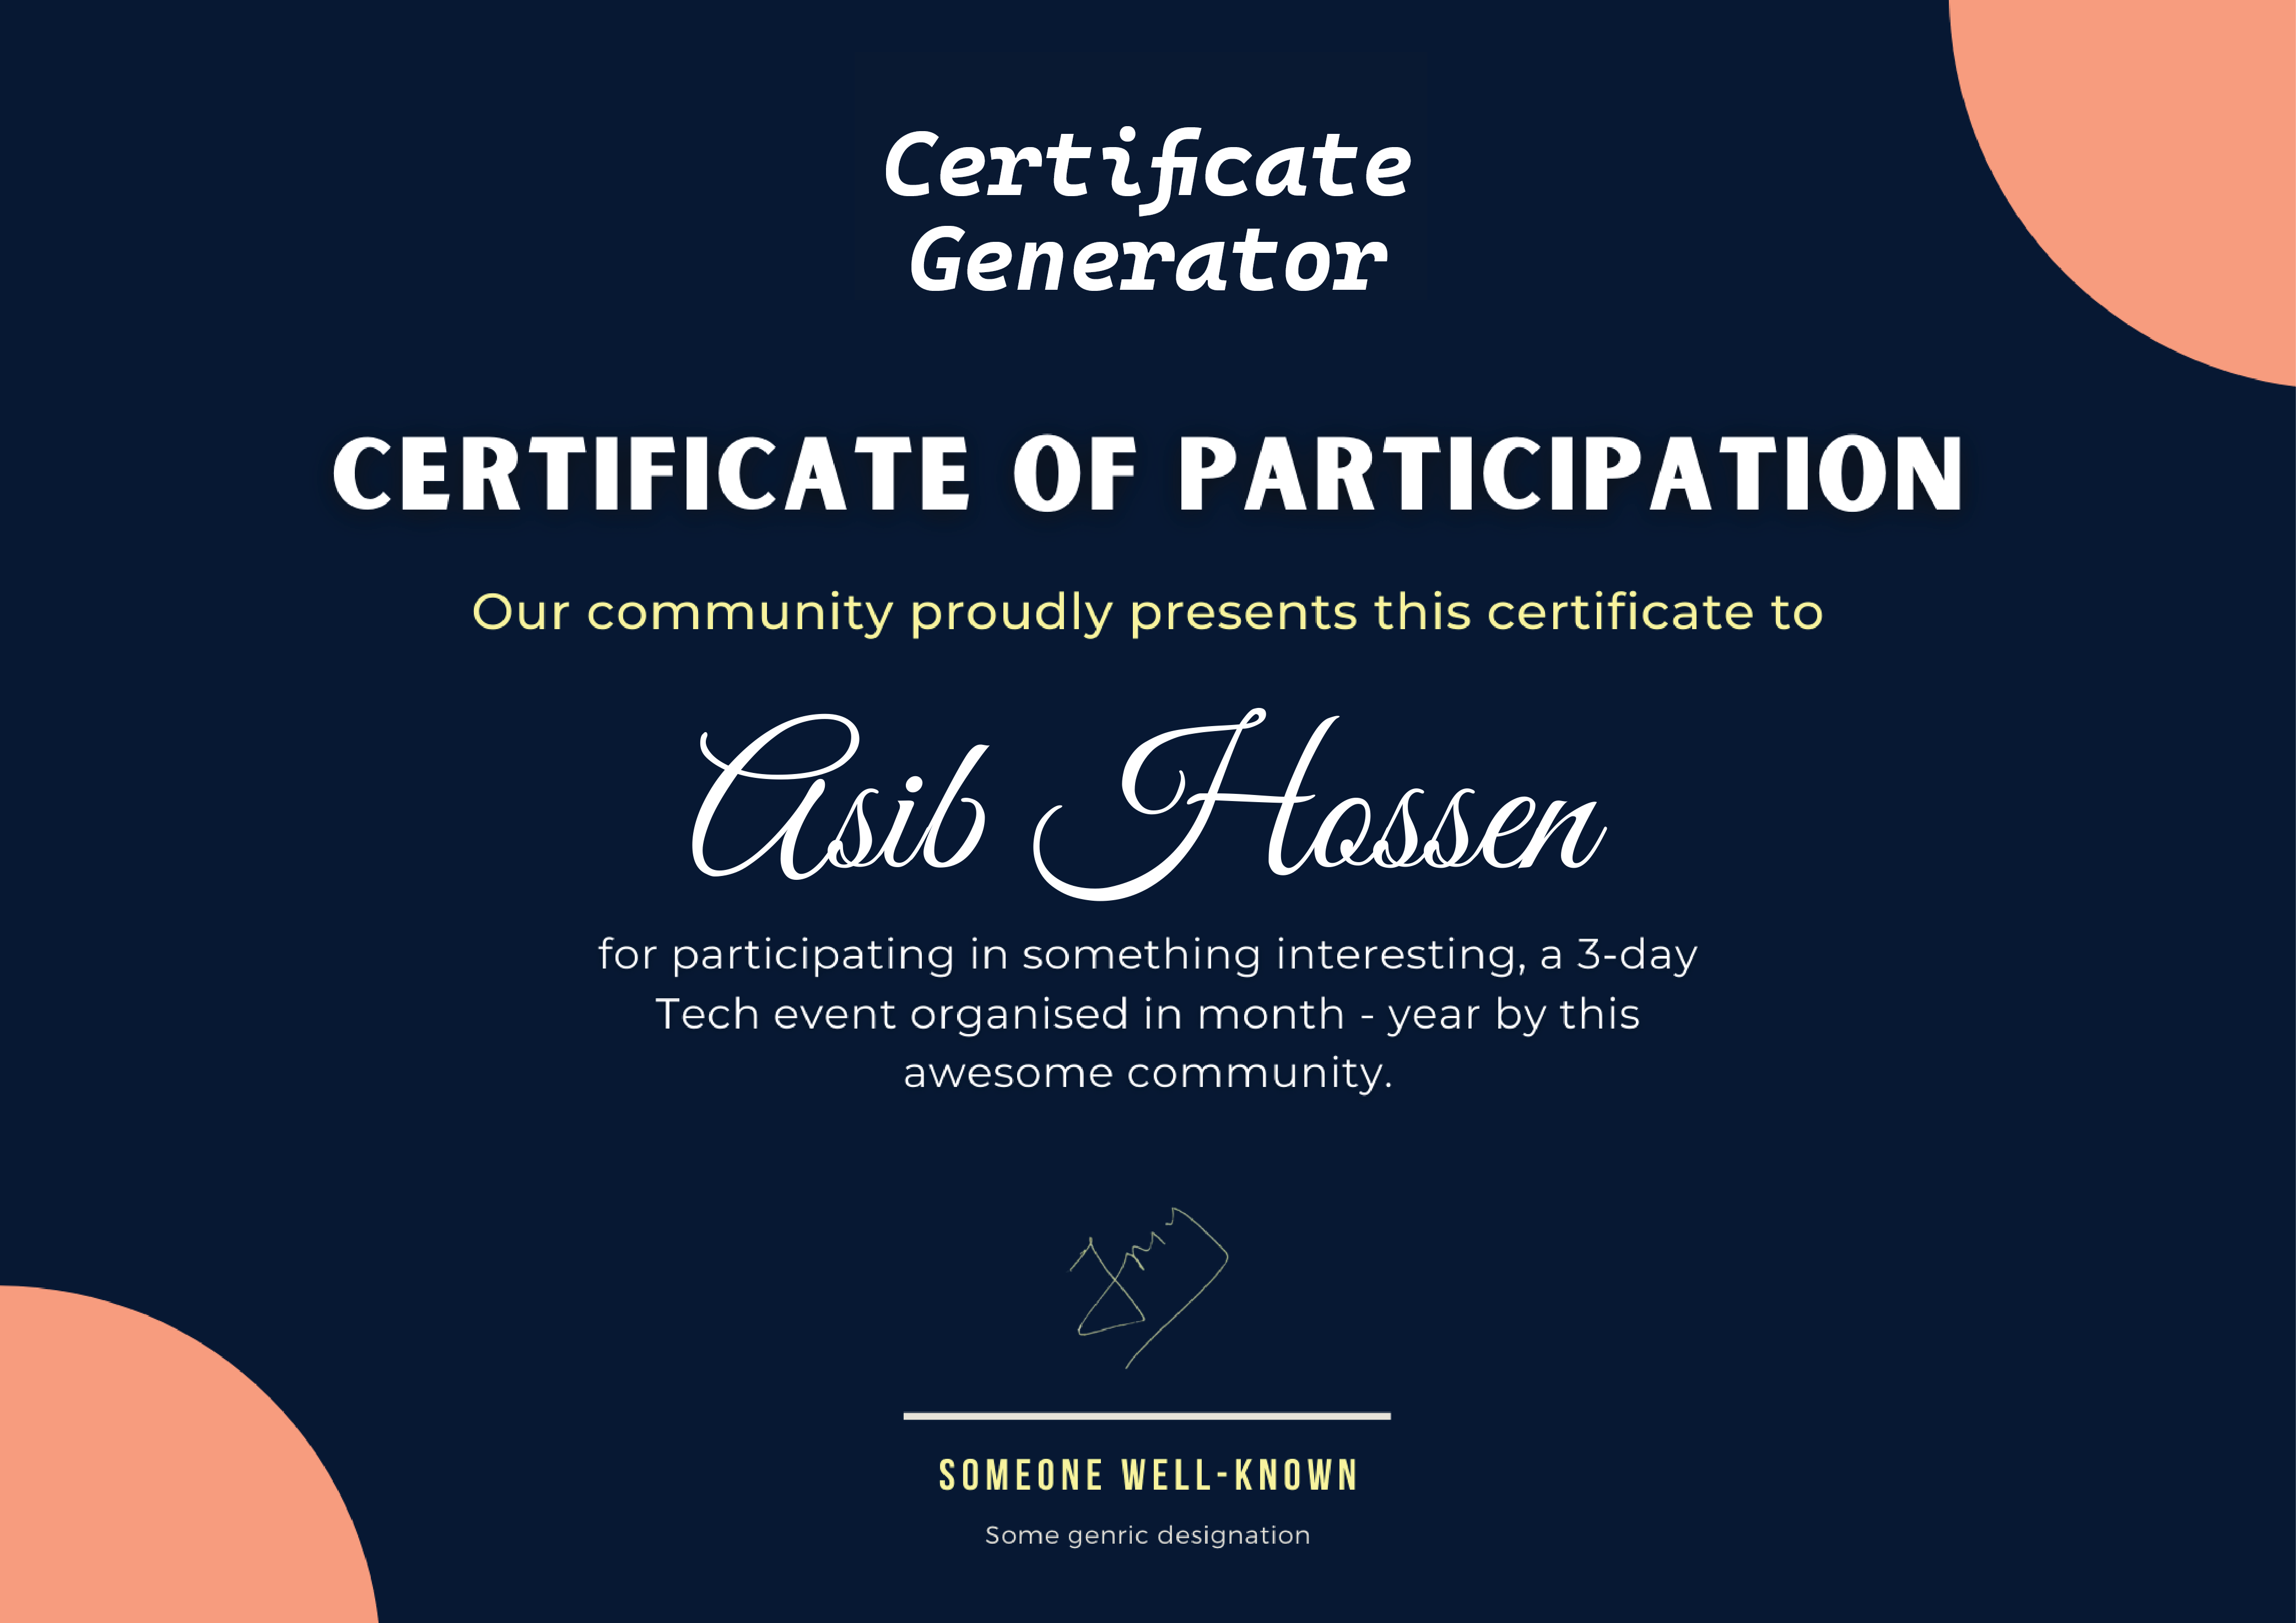 Certificate
Generator
CERTIFICATE OF PARTICIPATION
Our community proudly presents this certificate to
Asib Hossen
for participating in something interesting, a 3-day
Tech event organised in month - year by this
awesome community.
SOMEONE WELL-KNOWN
Some genric designation